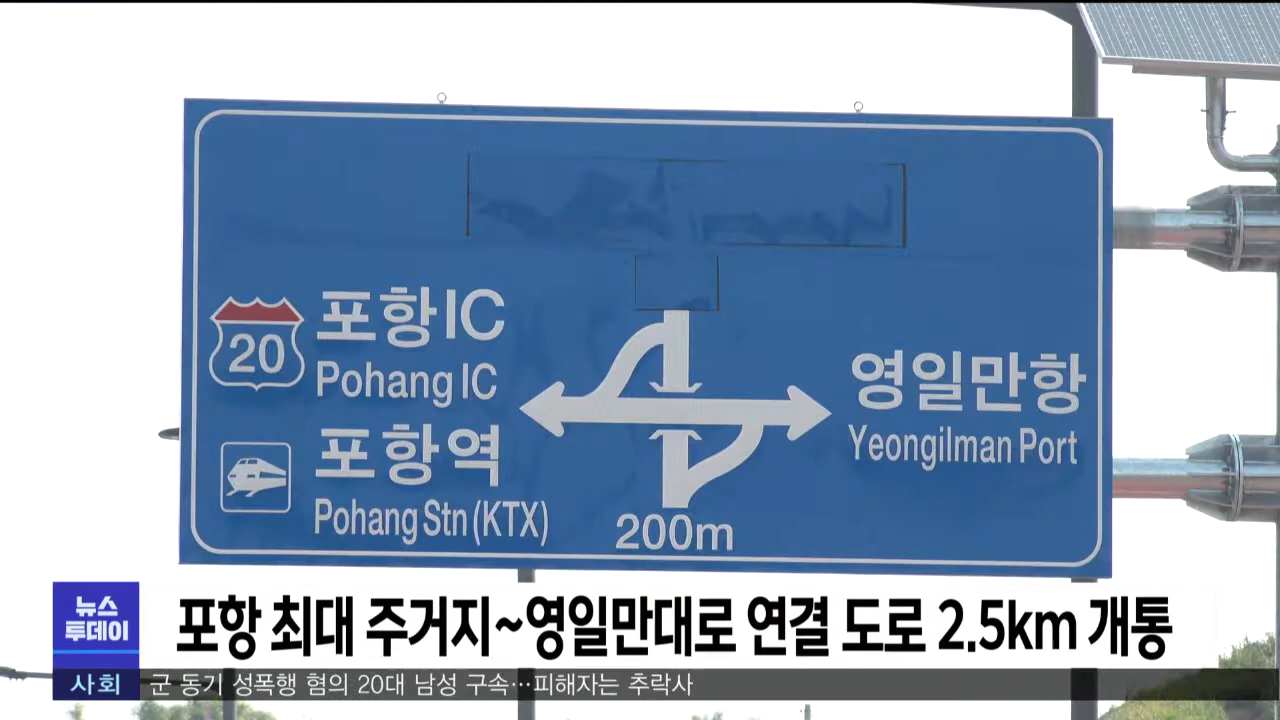 포항IC
20
Pohang IC
포항역
Pohang Stn (KTX)
영일만항
Yeongilman Port
200m
뉴스
투데이
포항 최대 주거지~영일만대로 연결 도로 2.5km 개통
사회
군 동기 성폭행 혐의 20대 남성 구속…피해자는 추락사